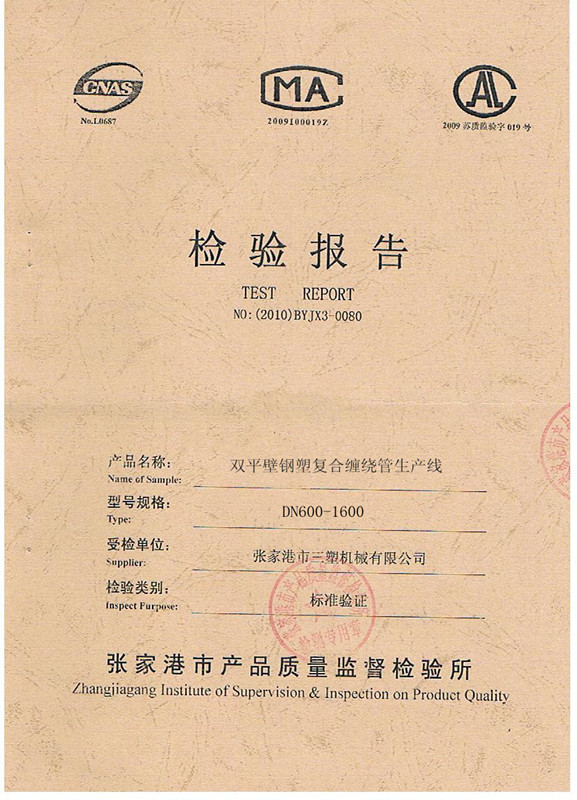 CNAS
No.L0687
MA
2009100019Z
AL
2009 苏质监验字 019 号
检验报告
TEST REPORT
NO:(2010)BYJX3-0080
产品名称: 双平壁钢塑复合缠绕管生产线
Name of Sample:
型号规格: DN600-1600
Type:
受检单位: 张家港市三塑机械有限公司
Supplier:
检验类别: 标准验证
Inspect Furpose:
张家港市产品质量监督检验所
Zhangjiagang Institute of Supervision & Inspection on Product Quality